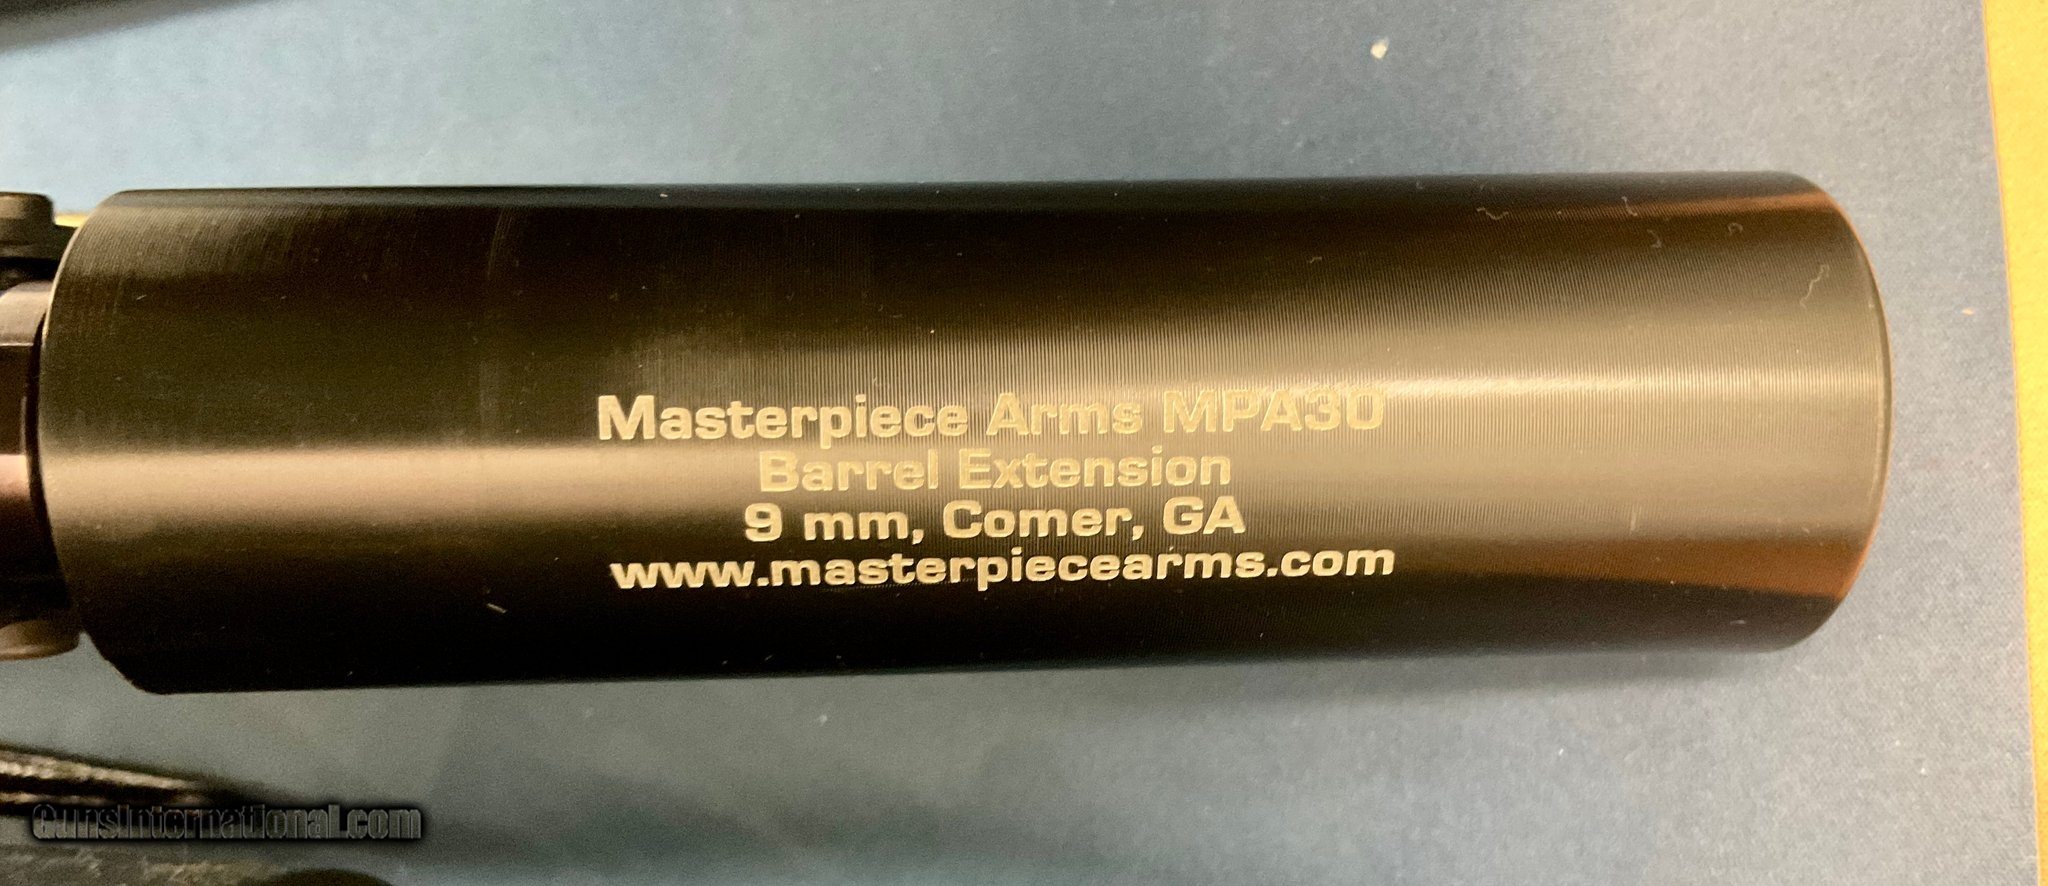 Masterpiece Arms MPA30
Barrel Extension
9 mm, Comer, GA
www.masterpiecearms.com
GunsInternational.com